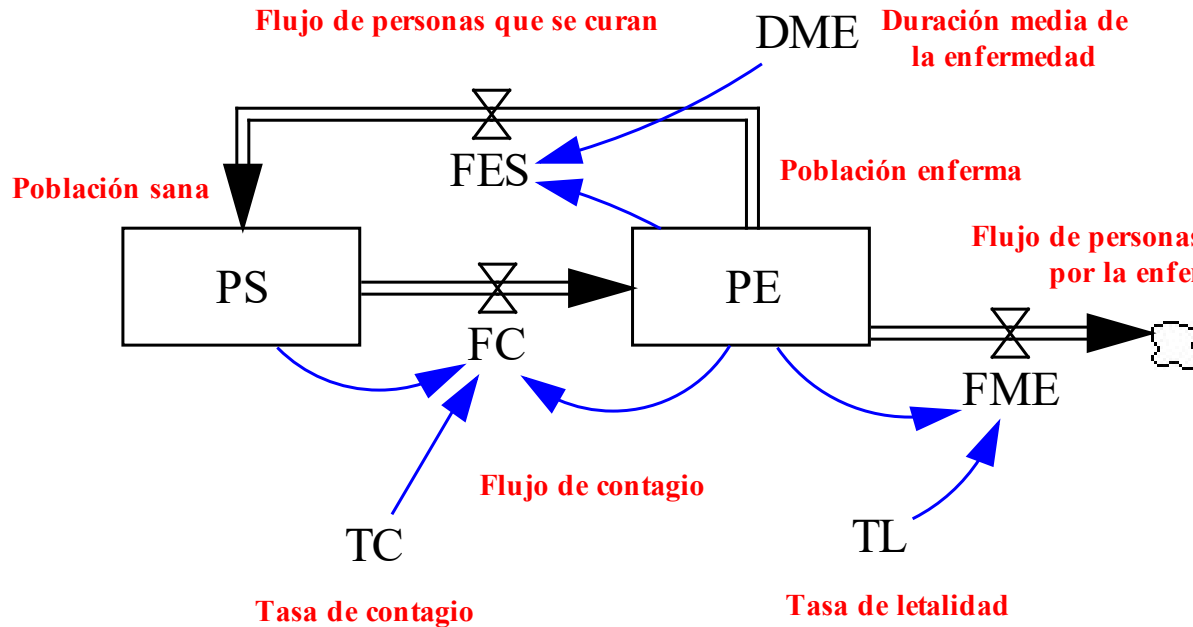 Flujo de personas que se curan
DME
Duración media de
la enfermedad
FES
Población sana
Población enferma
PS
PE
Flujo de personas
por la
FC
FME
Flujo de contagio
TC
TL
Tasa de contagio
Tasa de letalidad